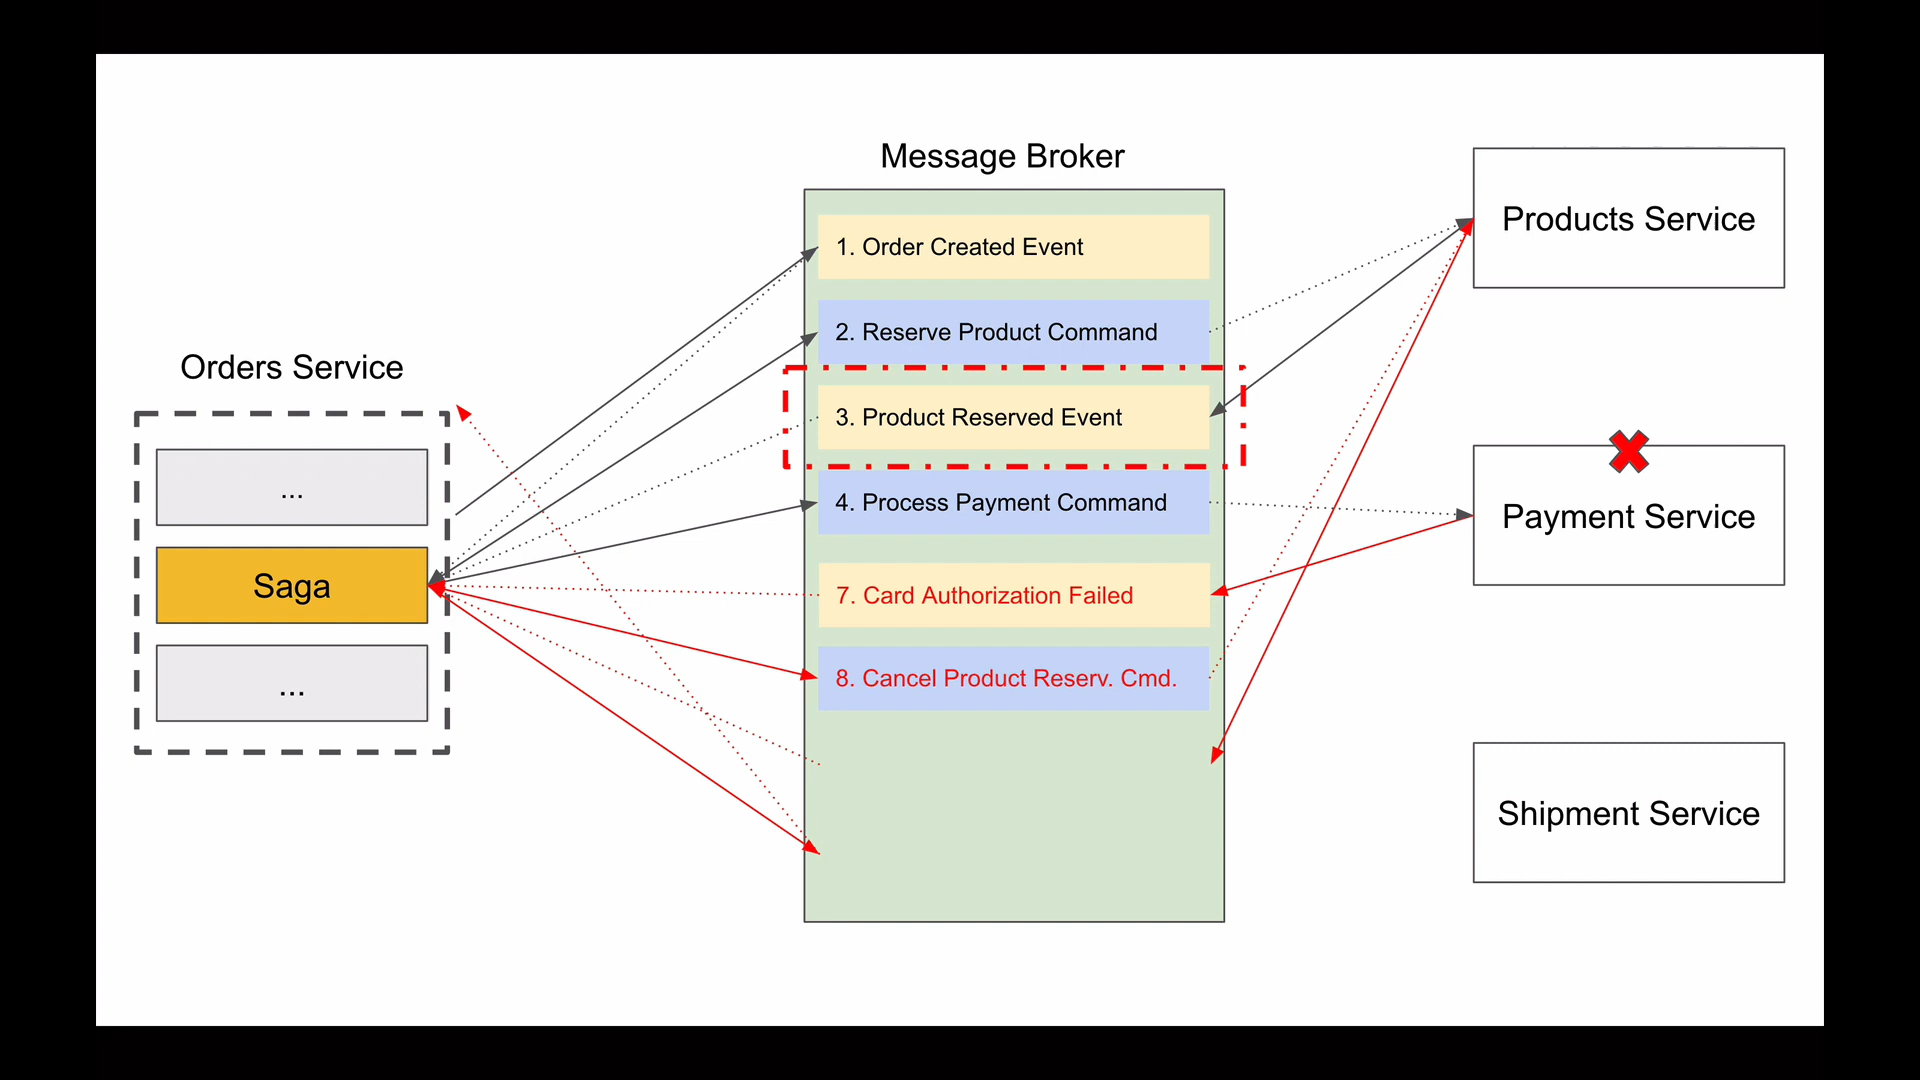 Message Broker
1. Order Created Event
2. Reserve Product Command
3. Product Reserved Event
4. Process Payment Command
7. Card Authorization Failed
8. Cancel Product Reserv. Cmd.
Orders Service
...
Saga
...
Products Service
Payment Service
Shipment Service